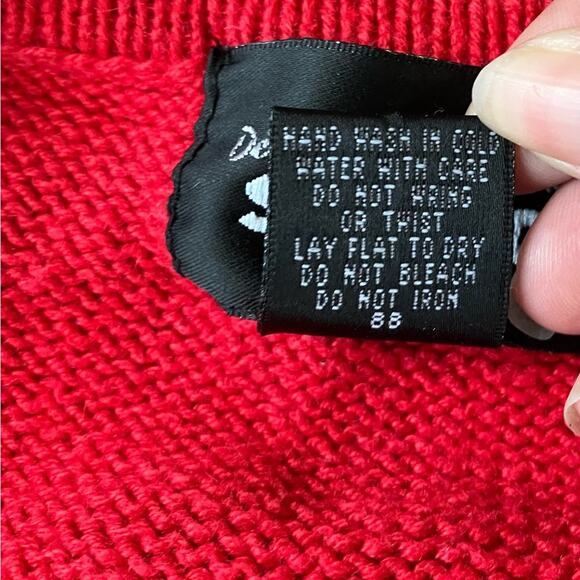 De
HAND WASH IN COLD
WATER WITH CARE
DO NOT WRING
OR TWIST
LAY FLAT TO DRY
DO NOT BLEACH
DO NOT IRON
88